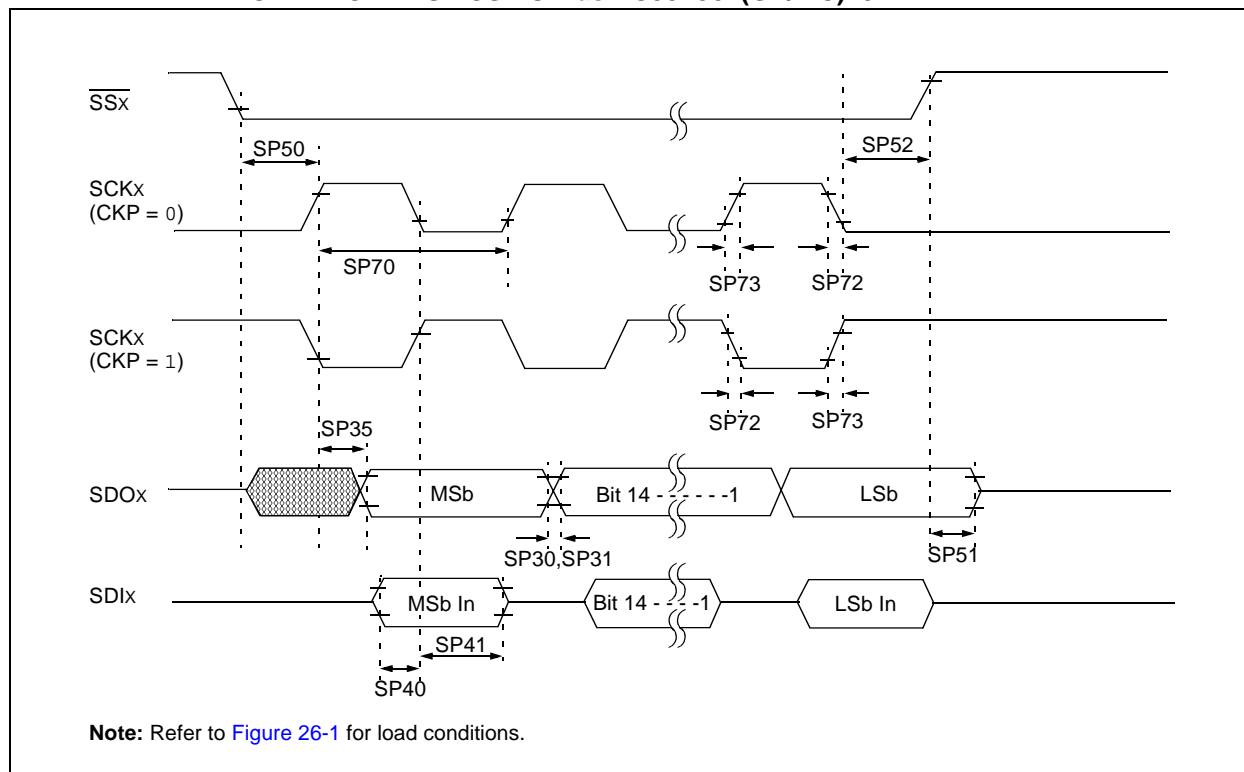 SSx
SP50
SP52
SCKx
(CKP = 0)
SP70
SP73
SP72
SCKx
(CKP = 1)
SP72
SP73
SP35
SDOx
MSb
Bit 14 - - - - - -1
LSb
SP30,SP31
SP51
SDIx
MSb In
Bit 14 - - - -1
LSb In
SP41
SP40
Note: Refer to Figure 26-1 for load conditions.